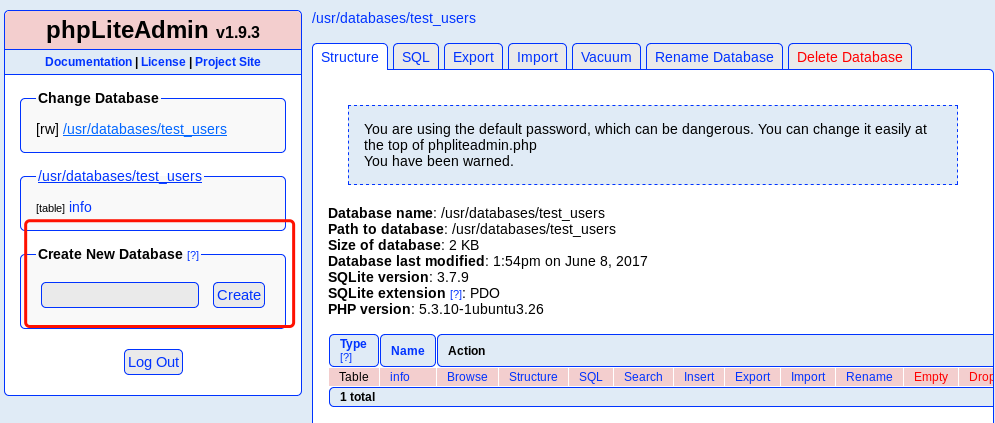 phpLiteAdmin v1.9.3
Documentation | License | Project Site
Change Database
[rw] /usr/databases/test_users
/usr/databases/test_users
[table] info
Create New Database [?]
Create
Log Out
/usr/databases/test_users
Structure SQL Export Import Vacuum Rename Database Delete Database
You are using the default password, which can be dangerous. You can change it easily at
the top of phpliteadmin.php
You have been warned.
Database name: /usr/databases/test_users
Path to database: /usr/databases/test_users
Size of database: 2 KB
Database last modified: 1:54pm on June 8, 2017
SQLite version: 3.7.9
SQLite extension [?]: PDO
PHP version: 5.3.10-1ubuntu3.26
Type [?] Name Action
Table info Browse Structure SQL Search Insert Export Import Rename Empty Drop
1 total